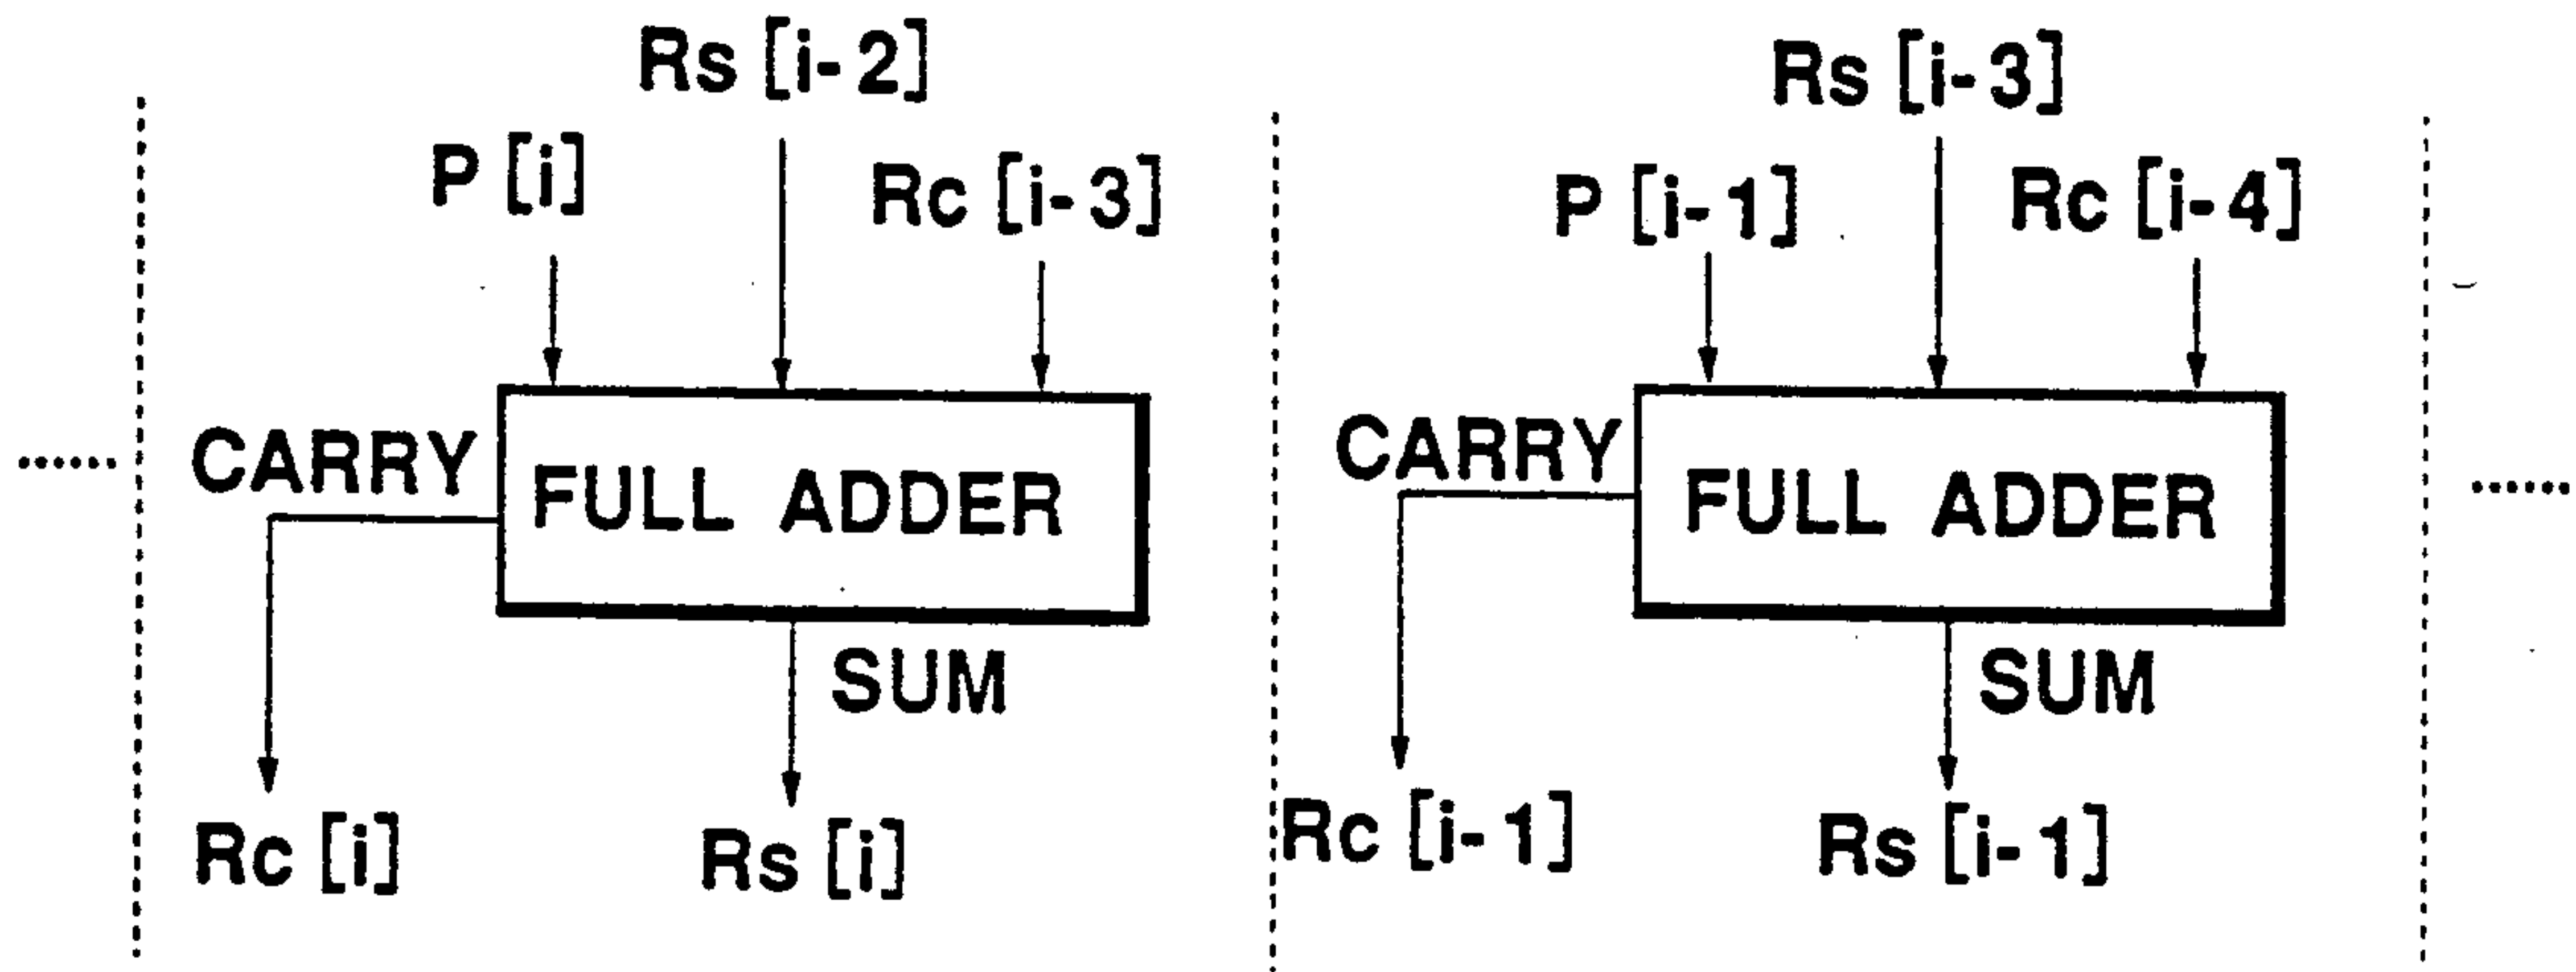 Rs [i-2]
P [i]
Rc [i-3]
CARRY
FULL ADDER
SUM
Rc [i]
Rs [i]
Rs [i-3]
P [i-1]
Rc [i-4]
CARRY
FULL ADDER
SUM
Rc [i-1]
Rs [i-1]